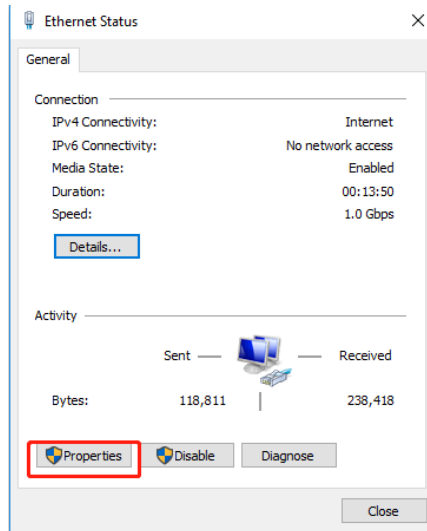 Ethernet Status
General
Connection
IPv4 Connectivity: Internet
IPv6 Connectivity: No network access
Media State: Enabled
Duration: 00:13:50
Speed: 1.0 Gbps
Details...
Activity
Sent Received
Bytes: 118,811 238,418
Properties Disable Diagnose
Close